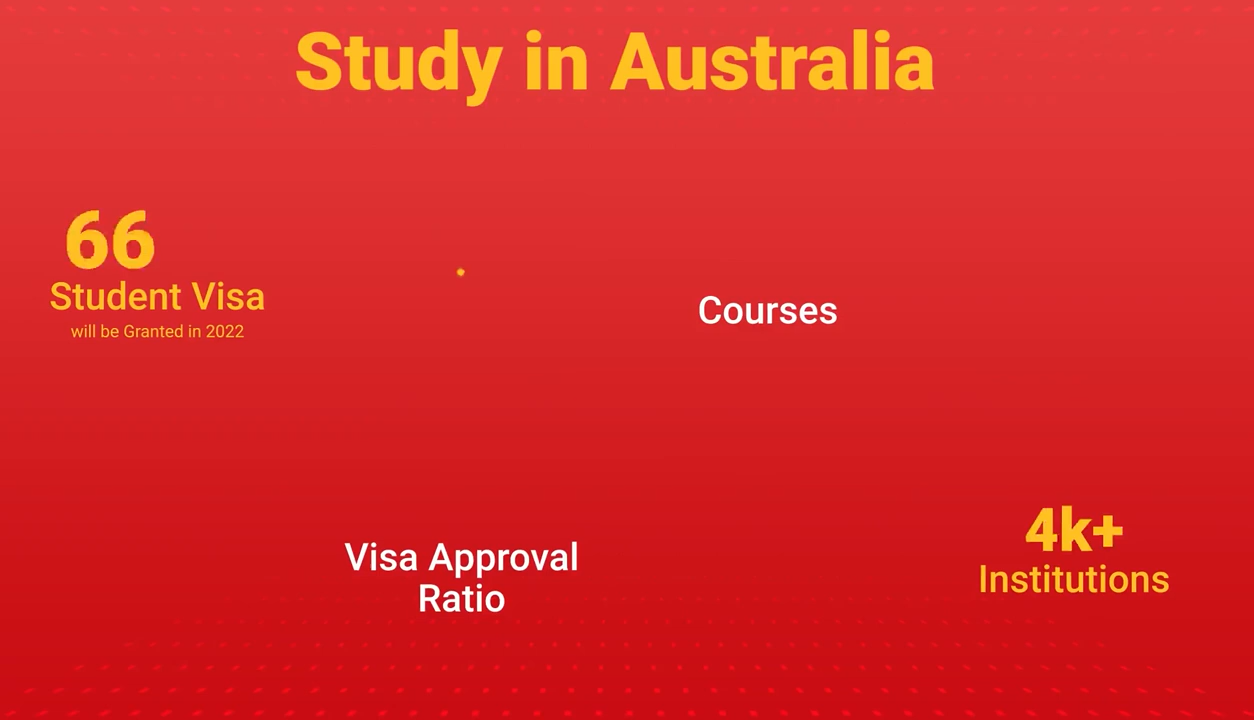 Study in Australia
66
Student Visa
will be Granted in 2022
Courses
Visa Approval
Ratio
4k+
Institutions